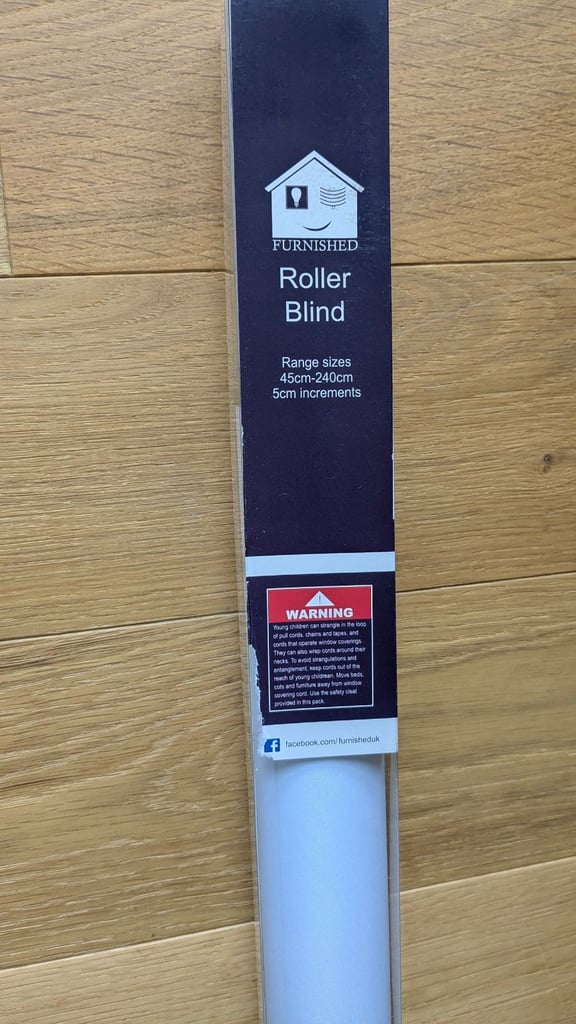 FURNISHED
Roller
Blind
Range sizes
45cm-240cm
5cm increments
WARNING
Young children can strangle in the loop
of pull cords, chains and tapes, and
cords that operate window coverings.
They can also wrap cords around their
necks. To avoid strangulations and
entanglement, keep cords out of the
reach of young childrean. Move beds,
cots and furniture away from window
covering cord. Use the safety cleat
provided in this pack.
facebook.com/furnisheduk